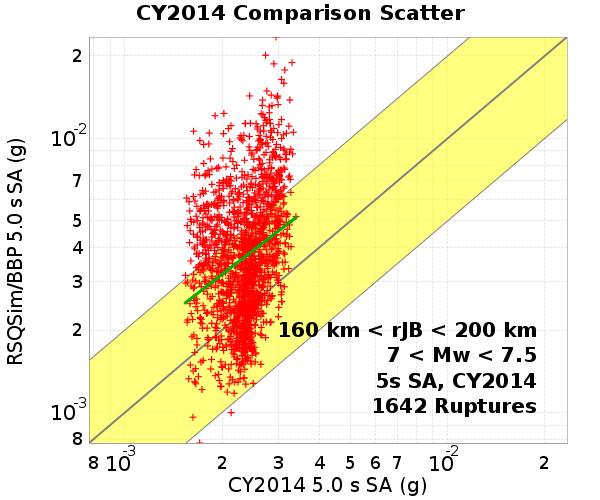 CY2014 Comparison Scatter
RSQSim/BBP 5.0 s SA (g)
2
10-2
7
5
4
3
2
10-3
8
160 km < rJB < 200 km
7 < Mw < 7.5
5s SA, CY2014
1642 Ruptures
8 10-3 2 3 4 5 6 7 10-2 2
CY2014 5.0 s SA (g)